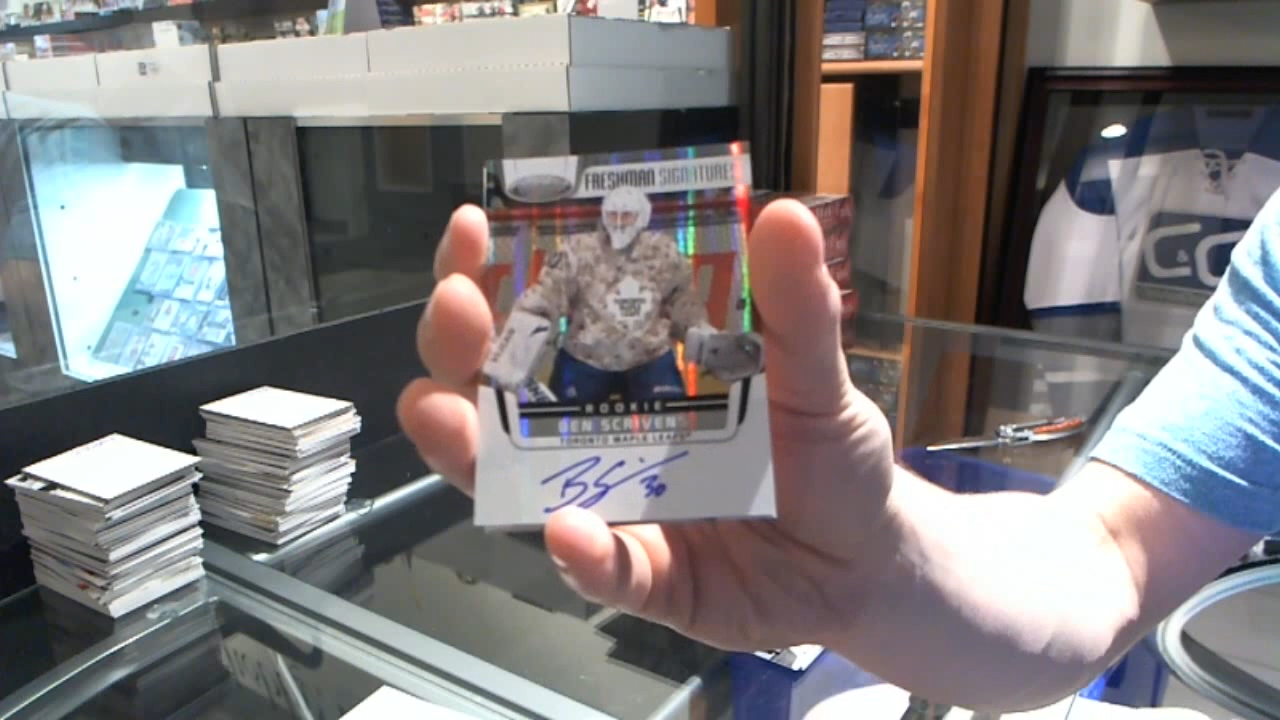 FRESHMAN SIGNATURES
ROOKIE
BEN SCRIVENS
TORONTO MAPLE LEAFS
30
C&C